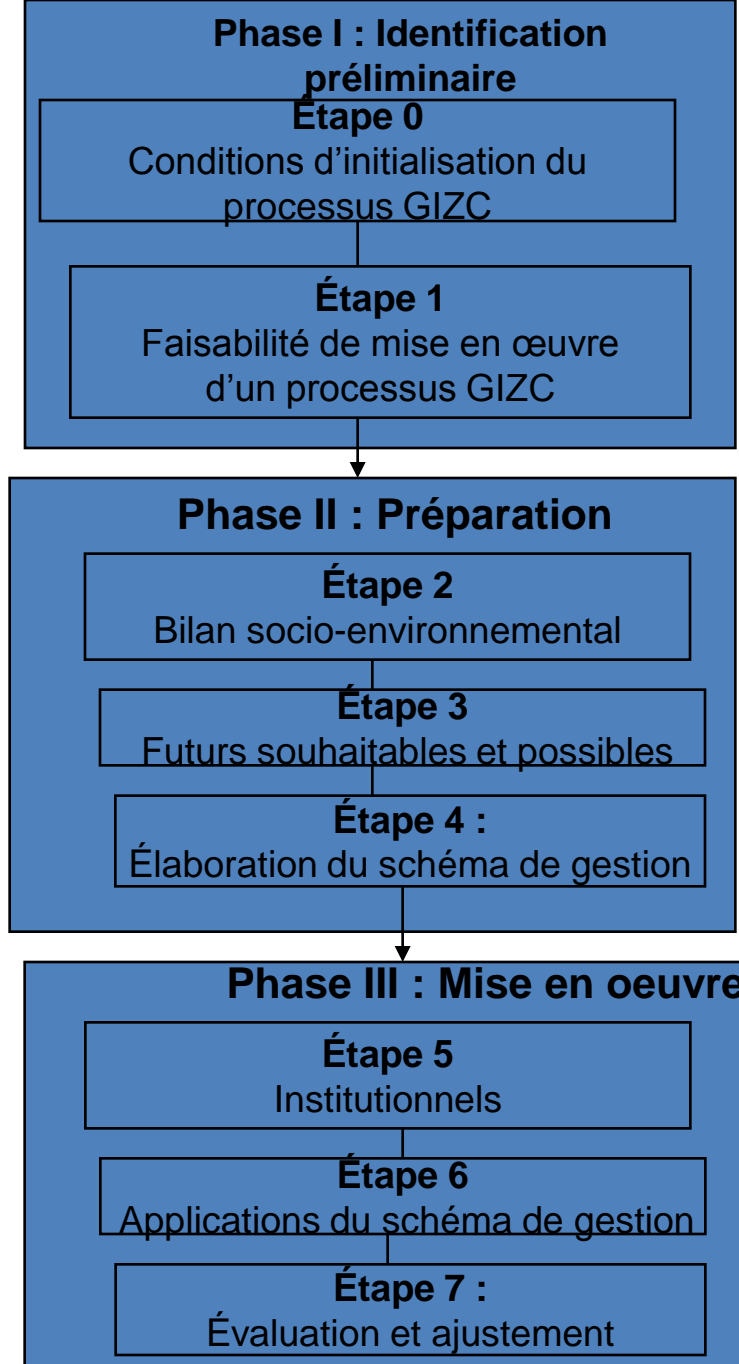 Phase I : Identification
préliminaire
Étape 0
Conditions d’initialisation du
processus GIZC
Étape 1
Faisabilité de mise en œuvre
d’un processus GIZC
Phase II : Préparation
Étape 2
Bilan socio-environnemental
Étape 3
Futurs souhaitables et possibles
Étape 4 :
Élaboration du schéma de gestion
Phase III : Mise en oeuvre
Étape 5
Institutionnels
Étape 6
Applications du schéma de gestion
Étape 7 :
Évaluation et ajustement